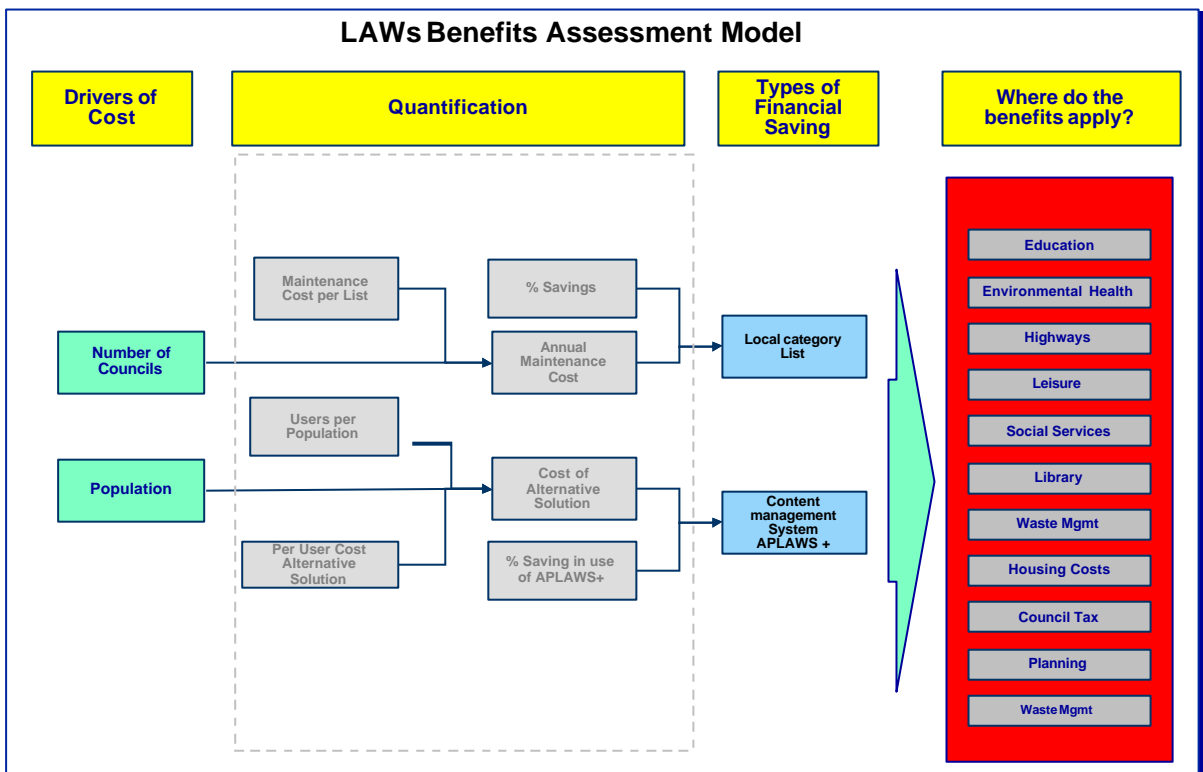 LAWs Benefits Assessment Model
Drivers of
Cost
Quantification
Types of
Financial
Saving
Where do the
benefits apply?
Maintenance
Cost per List
% Savings
Number of
Councils
Annual
Maintenance
Cost
Local category
List
Users per
Population
Population
Cost of
Alternative
Solution
Content
management
System
APLAWS +
Per User Cost
Alternative
Solution
% Saving in use
of APLAWS+
Education
Environmental Health
Highways
Leisure
Social Services
Library
Waste Mgmt
Housing Costs
Council Tax
Planning
Waste Mgmt